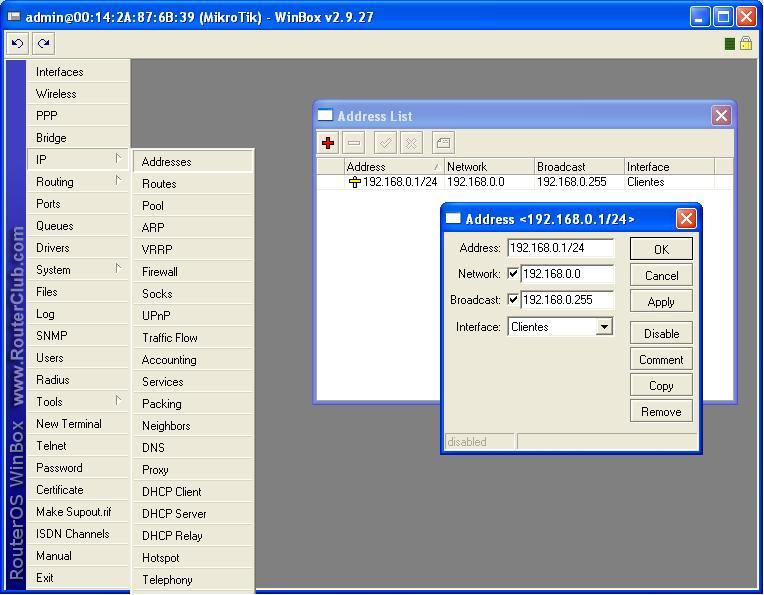 admin@00:14:2A:87:6B:39 (MikroTik) - WinBox v2.9.27
RouterOS WinBox www.RouterClub.com
Interfaces
Wireless
PPP
Bridge
IP
Routing
Ports
Queues
Drivers
System
Files
Log
SNMP
Users
Radius
Tools
New Terminal
Telnet
Password
Certificate
Make Supout.rif
ISDN Channels
Manual
Exit
Addresses
Routes
Pool
ARP
VRRP
Firewall
Socks
UPnP
Traffic Flow
Accounting
Services
Packing
Neighbors
DNS
Proxy
DHCP Client
DHCP Server
DHCP Relay
Hotspot
Telephony
Address List
Address Network Broadcast Interface
192.168.0.1/24 192.168.0.0 192.168.0.255 Clientes
Address <192.168.0.1/24>
Address: 192.168.0.1/24
Network: 192.168.0.0
Broadcast: 192.168.0.255
Interface: Clientes
OK
Cancel
Apply
Disable
Comment
Copy
Remove
disabled